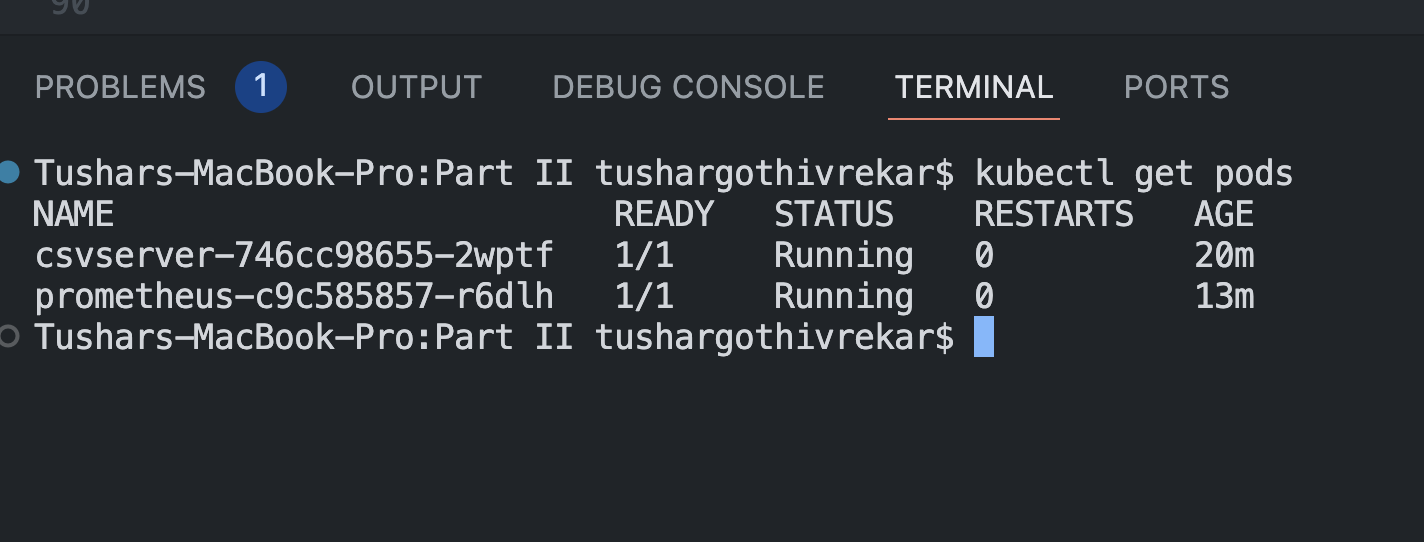 90
PROBLEMS 1 OUTPUT DEBUG CONSOLE TERMINAL PORTS
Tushars-MacBook-Pro:Part II tushargothivrekar$ kubectl get pods
NAME READY STATUS RESTARTS AGE
csvserver-746cc98655-2wptf 1/1 Running 0 20m
prometheus-c9c585857-r6dlh 1/1 Running 0 13m
Tushars-MacBook-Pro:Part II tushargothivrekar$